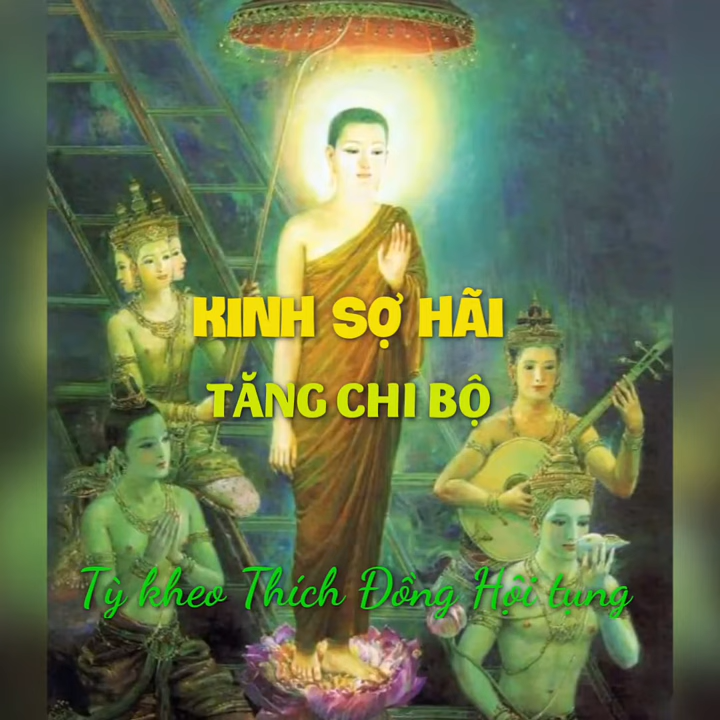 KINH SỢ HÃI
TĂNG CHI BỘ
Tỳ kheo Thích Đồng Hội tụng